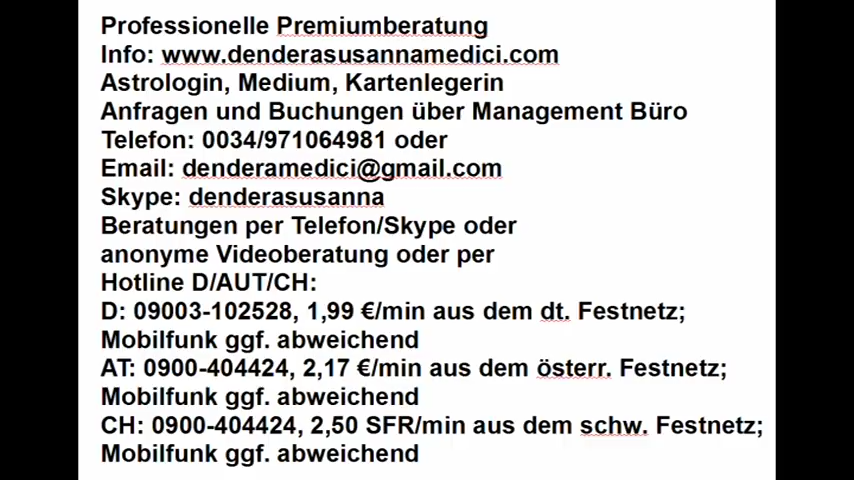 Professionelle Premiumberatung
Info: www.denderasusannamedici.com
Astrologin, Medium, Kartenlegerin
Anfragen und Buchungen über Management Büro
Telefon: 0034/971064981 oder
Email: denderamedici@gmail.com
Skype: denderasusanna
Beratungen per Telefon/Skype oder
anonyme Videoberatung oder per
Hotline D/AUT/CH:
D: 09003-102528, 1,99 €/min aus dem dt. Festnetz;
Mobilfunk ggf. abweichend
AT: 0900-404424, 2,17 €/min aus dem österr. Festnetz;
Mobilfunk ggf. abweichend
CH: 0900-404424, 2,50 SFR/min aus dem schw. Festnetz;
Mobilfunk ggf. abweichend